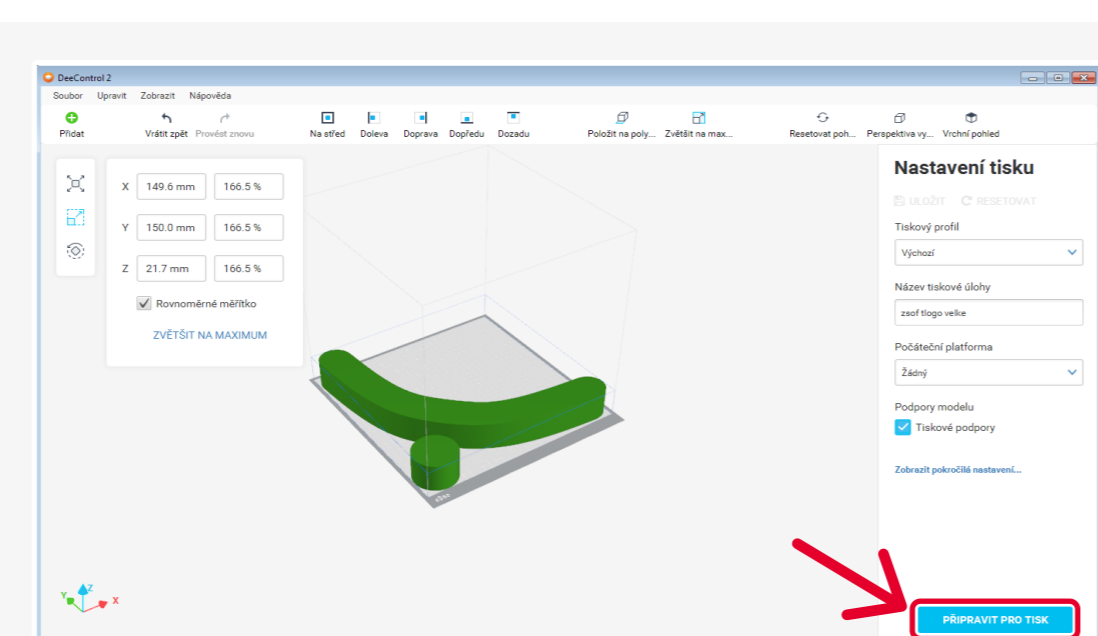 DeeControl 2
Soubor Upravit Zobrazit Nápověda
Přidat Vrátit zpět Provést znovu Na střed Doleva Doprava Dopředu Dozadu Položit na poly... Zvětšit na max... Resetovat poh... Perspektiva vy... Vrchní pohled
Nastavení tisku
ULOŽIT RESETOVAT
Tiskový profil
Výchozí
Název tiskové úlohy
zsof tlogo velke
Počáteční platforma
Žádný
Podpory modelu
Tiskové podpory
Zobrazit pokročilá nastavení...
PŘIPRAVIT PRO TISK
X 149.6 mm 166.5 %
Y 150.0 mm 166.5 %
Z 21.7 mm 166.5 %
Rovnoměrné měřítko
ZVĚTŠIT NA MAXIMUM
Y Z X